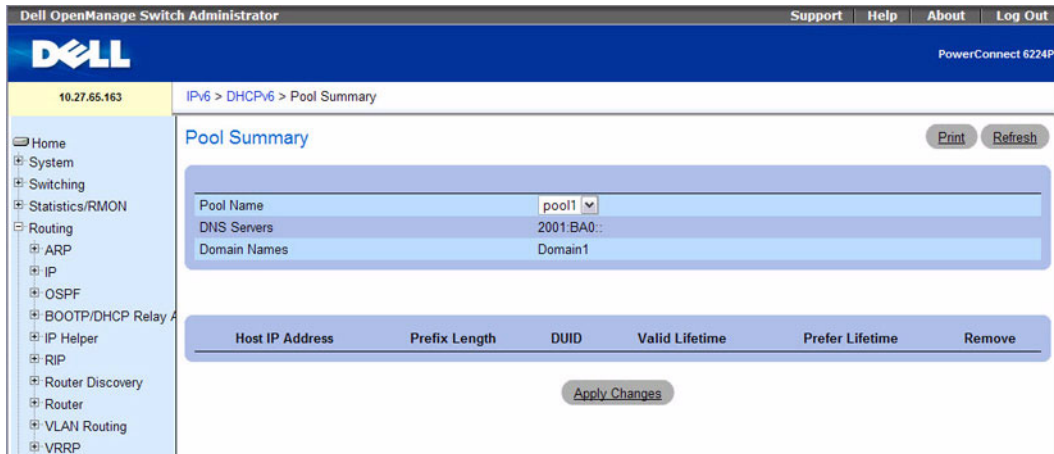 Dell OpenManage Switch Administrator
Support Help About Log Out
DELL
PowerConnect 6224P
10.27.65.163
IPv6 > DHCPv6 > Pool Summary
Home
System
Switching
Statistics/RMON
Routing
ARP
IP
OSPF
BOOTP/DHCP Relay A
IP Helper
RIP
Router Discovery
Router
VLAN Routing
VRRP
Pool Summary
Print Refresh
Pool Name pool1
DNS Servers 2001:BA0::
Domain Names Domain1
Host IP Address Prefix Length DUID Valid Lifetime Prefer Lifetime Remove
Apply Changes